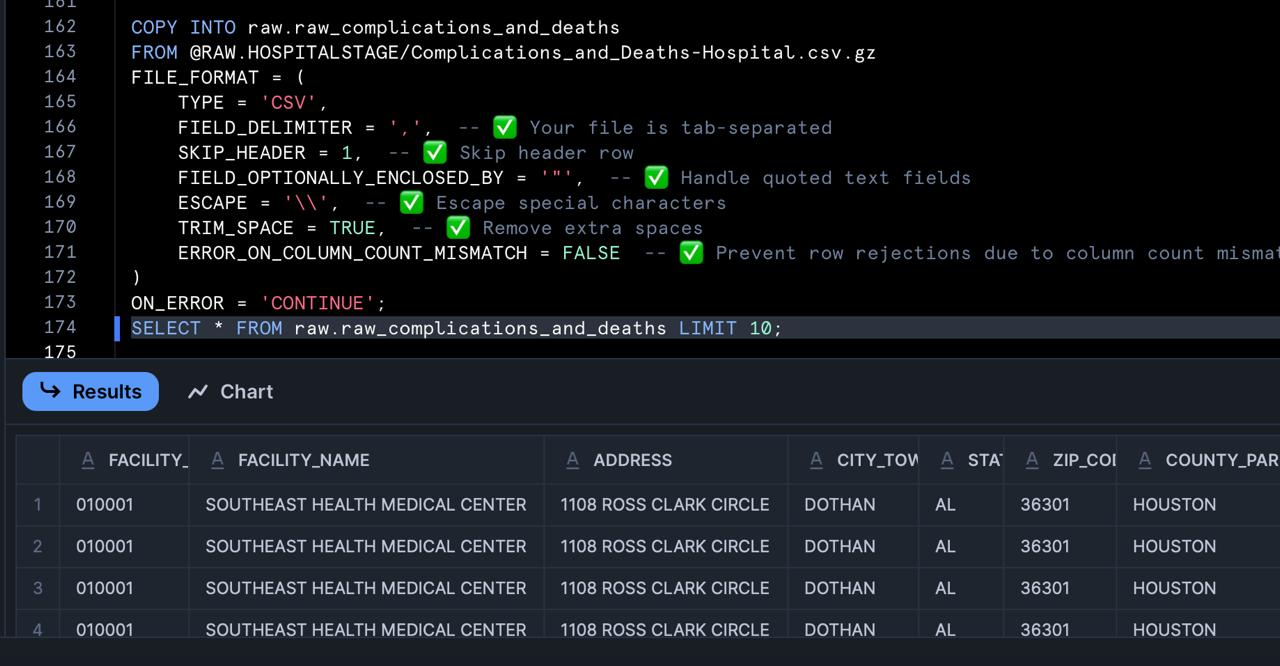 161
162 COPY INTO raw.raw_complications_and_deaths
163 FROM @RAW.HOSPITALSTAGE/Complications_and_Deaths-Hospital.csv.gz
164 FILE_FORMAT = (
165 TYPE = 'CSV',
166 FIELD_DELIMITER = ',', -- ✅ Your file is tab-separated
167 SKIP_HEADER = 1, -- ✅ Skip header row
168 FIELD_OPTIONALLY_ENCLOSED_BY = '"', -- ✅ Handle quoted text fields
169 ESCAPE = '\\', -- ✅ Escape special characters
170 TRIM_SPACE = TRUE, -- ✅ Remove extra spaces
171 ERROR_ON_COLUMN_COUNT_MISMATCH = FALSE -- ✅ Prevent row rejections due to column count mismat
172 )
173 ON_ERROR = 'CONTINUE';
174 SELECT * FROM raw.raw_complications_and_deaths LIMIT 10;
175
Results Chart
A FACILITY_ A FACILITY_NAME A ADDRESS A CITY_TOW A STAT A ZIP_COD A COUNTY_PAR
1 010001 SOUTHEAST HEALTH MEDICAL CENTER 1108 ROSS CLARK CIRCLE DOTHAN AL 36301 HOUSTON
2 010001 SOUTHEAST HEALTH MEDICAL CENTER 1108 ROSS CLARK CIRCLE DOTHAN AL 36301 HOUSTON
3 010001 SOUTHEAST HEALTH MEDICAL CENTER 1108 ROSS CLARK CIRCLE DOTHAN AL 36301 HOUSTON
4 010001 SOUTHEAST HEALTH MEDICAL CENTER 1108 ROSS CLARK CIRCLE DOTHAN AL 36301 HOUSTON